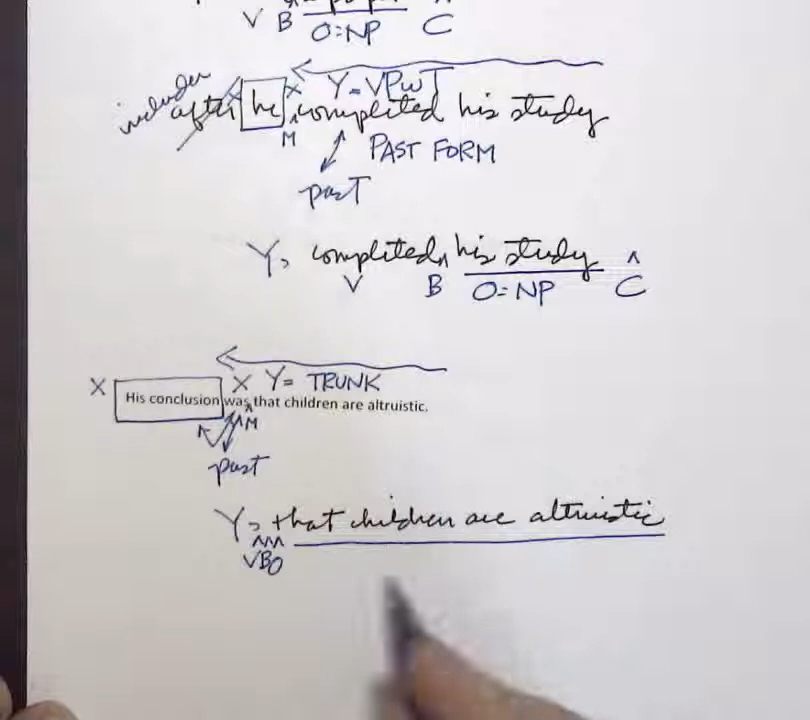 V B O=NP C
X Y=VPwT
includer after he completed his study
M PAST FORM
past
Y= completed his study
V B O=NP C
X X Y= TRUNK
His conclusion was that children are altruistic.
M
past
Y= that children are altruistic
VBO